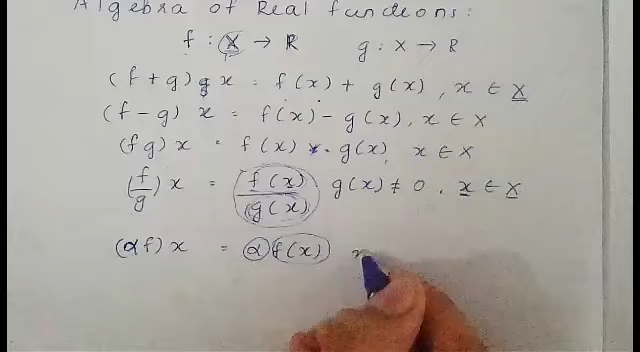 Algebra of Real functions:
f : X → R g : X → R
(f+g) x = f(x) + g(x), x ∈ X
(f-g) x = f(x) - g(x), x ∈ X
(fg) x = f(x) . g(x), x ∈ X
(f/g) x = f(x)/g(x) g(x) ≠ 0, x ∈ X
(αf) x = α f(x) x